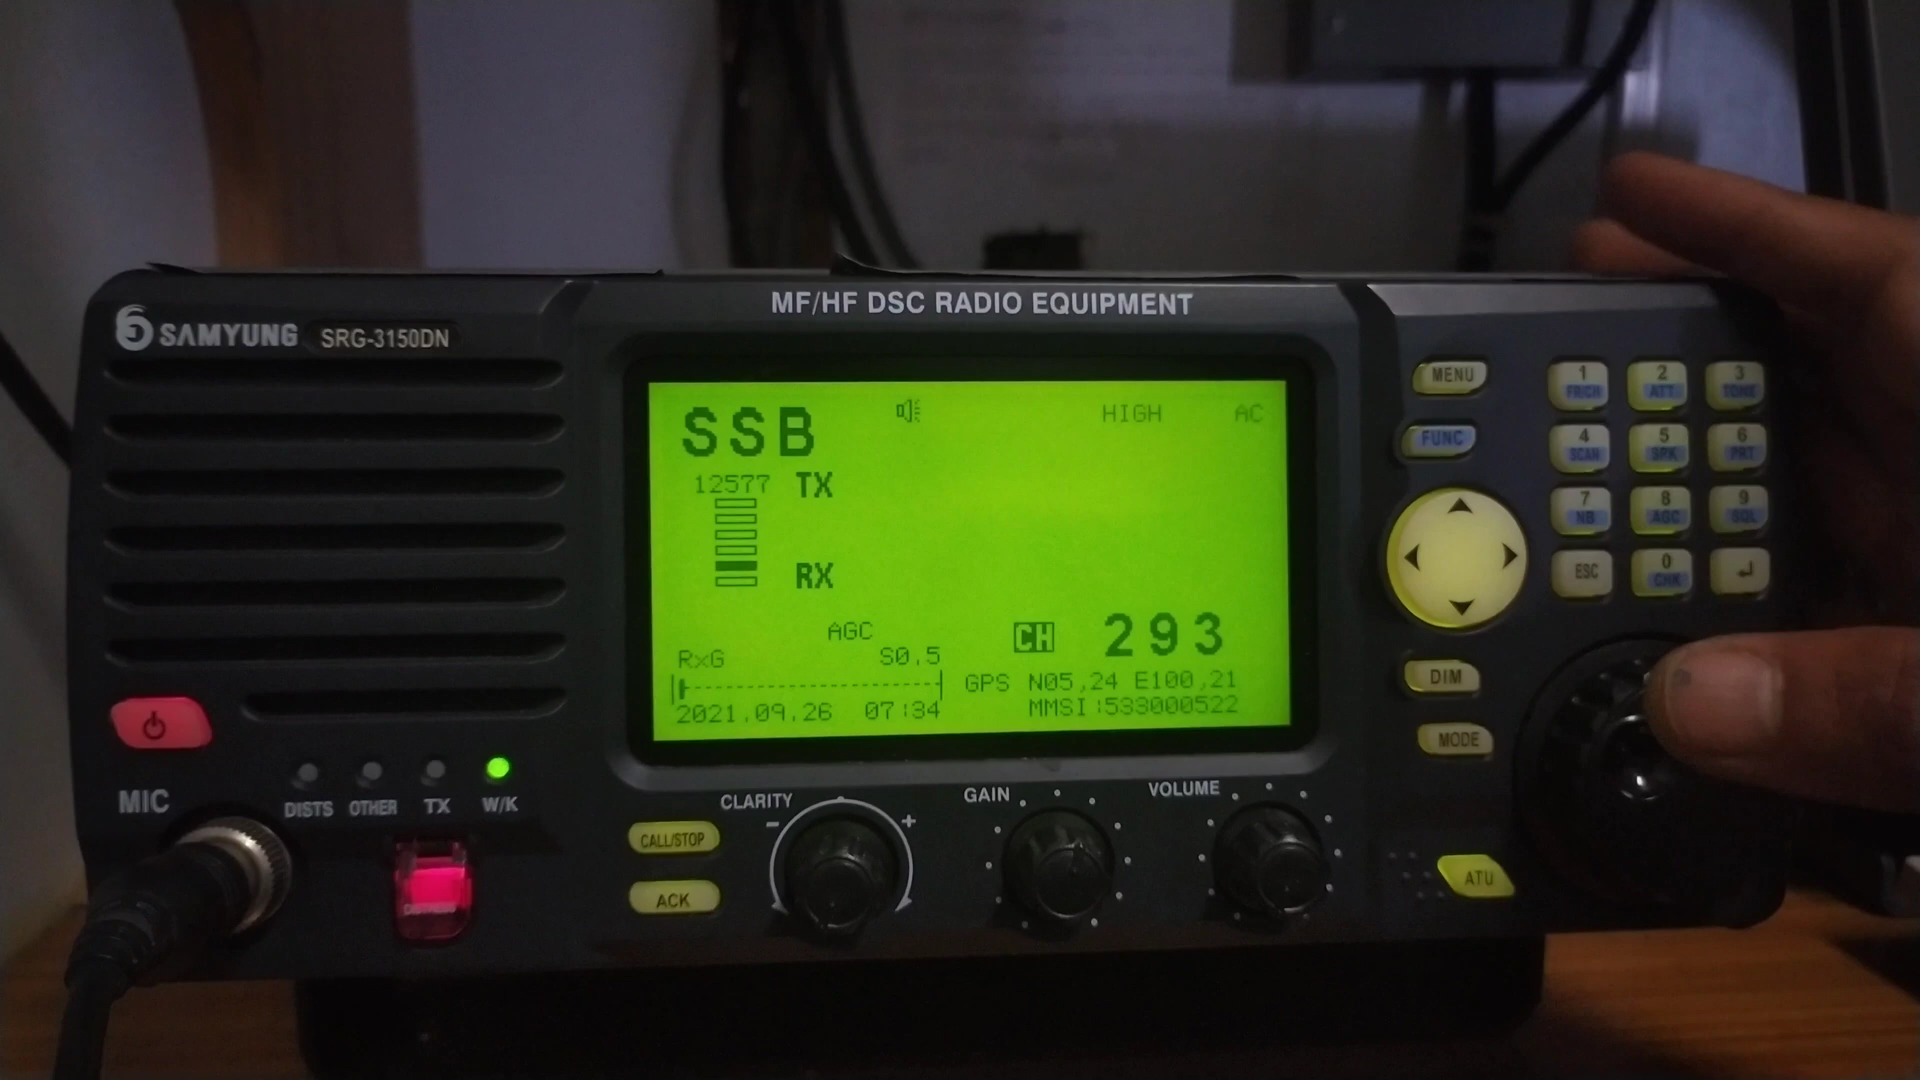 MF/HF DSC RADIO EQUIPMENT
SAMYUNG SRG-3150DN
SSB HIGH AC
12577 TX
RX
AGC
RxG S0.5
CH 293
GPS N05,24 E100,21
2021.09.26 07:34 MMSI:533000522
MENU
FUNC
1 2 3
FR/CH ATT TONE
4 5 6
SCAN SPK PRT
7 8 9
NB AGC SQL
ESC 0
CHK
DIM
MODE
MIC
DISTS OTHER TX W/K
DISTRESS
CLARITY
- +
GAIN
VOLUME
CALL/STOP
ACK
ATU